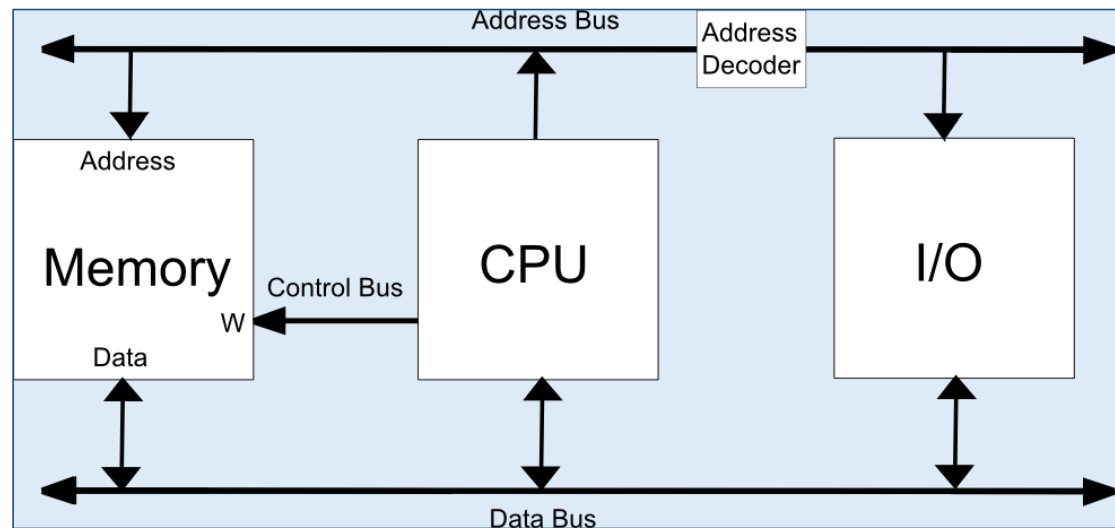 Address Bus
Address
Decoder
Address
Memory
CPU
I/O
Control Bus
W
Data
Data Bus